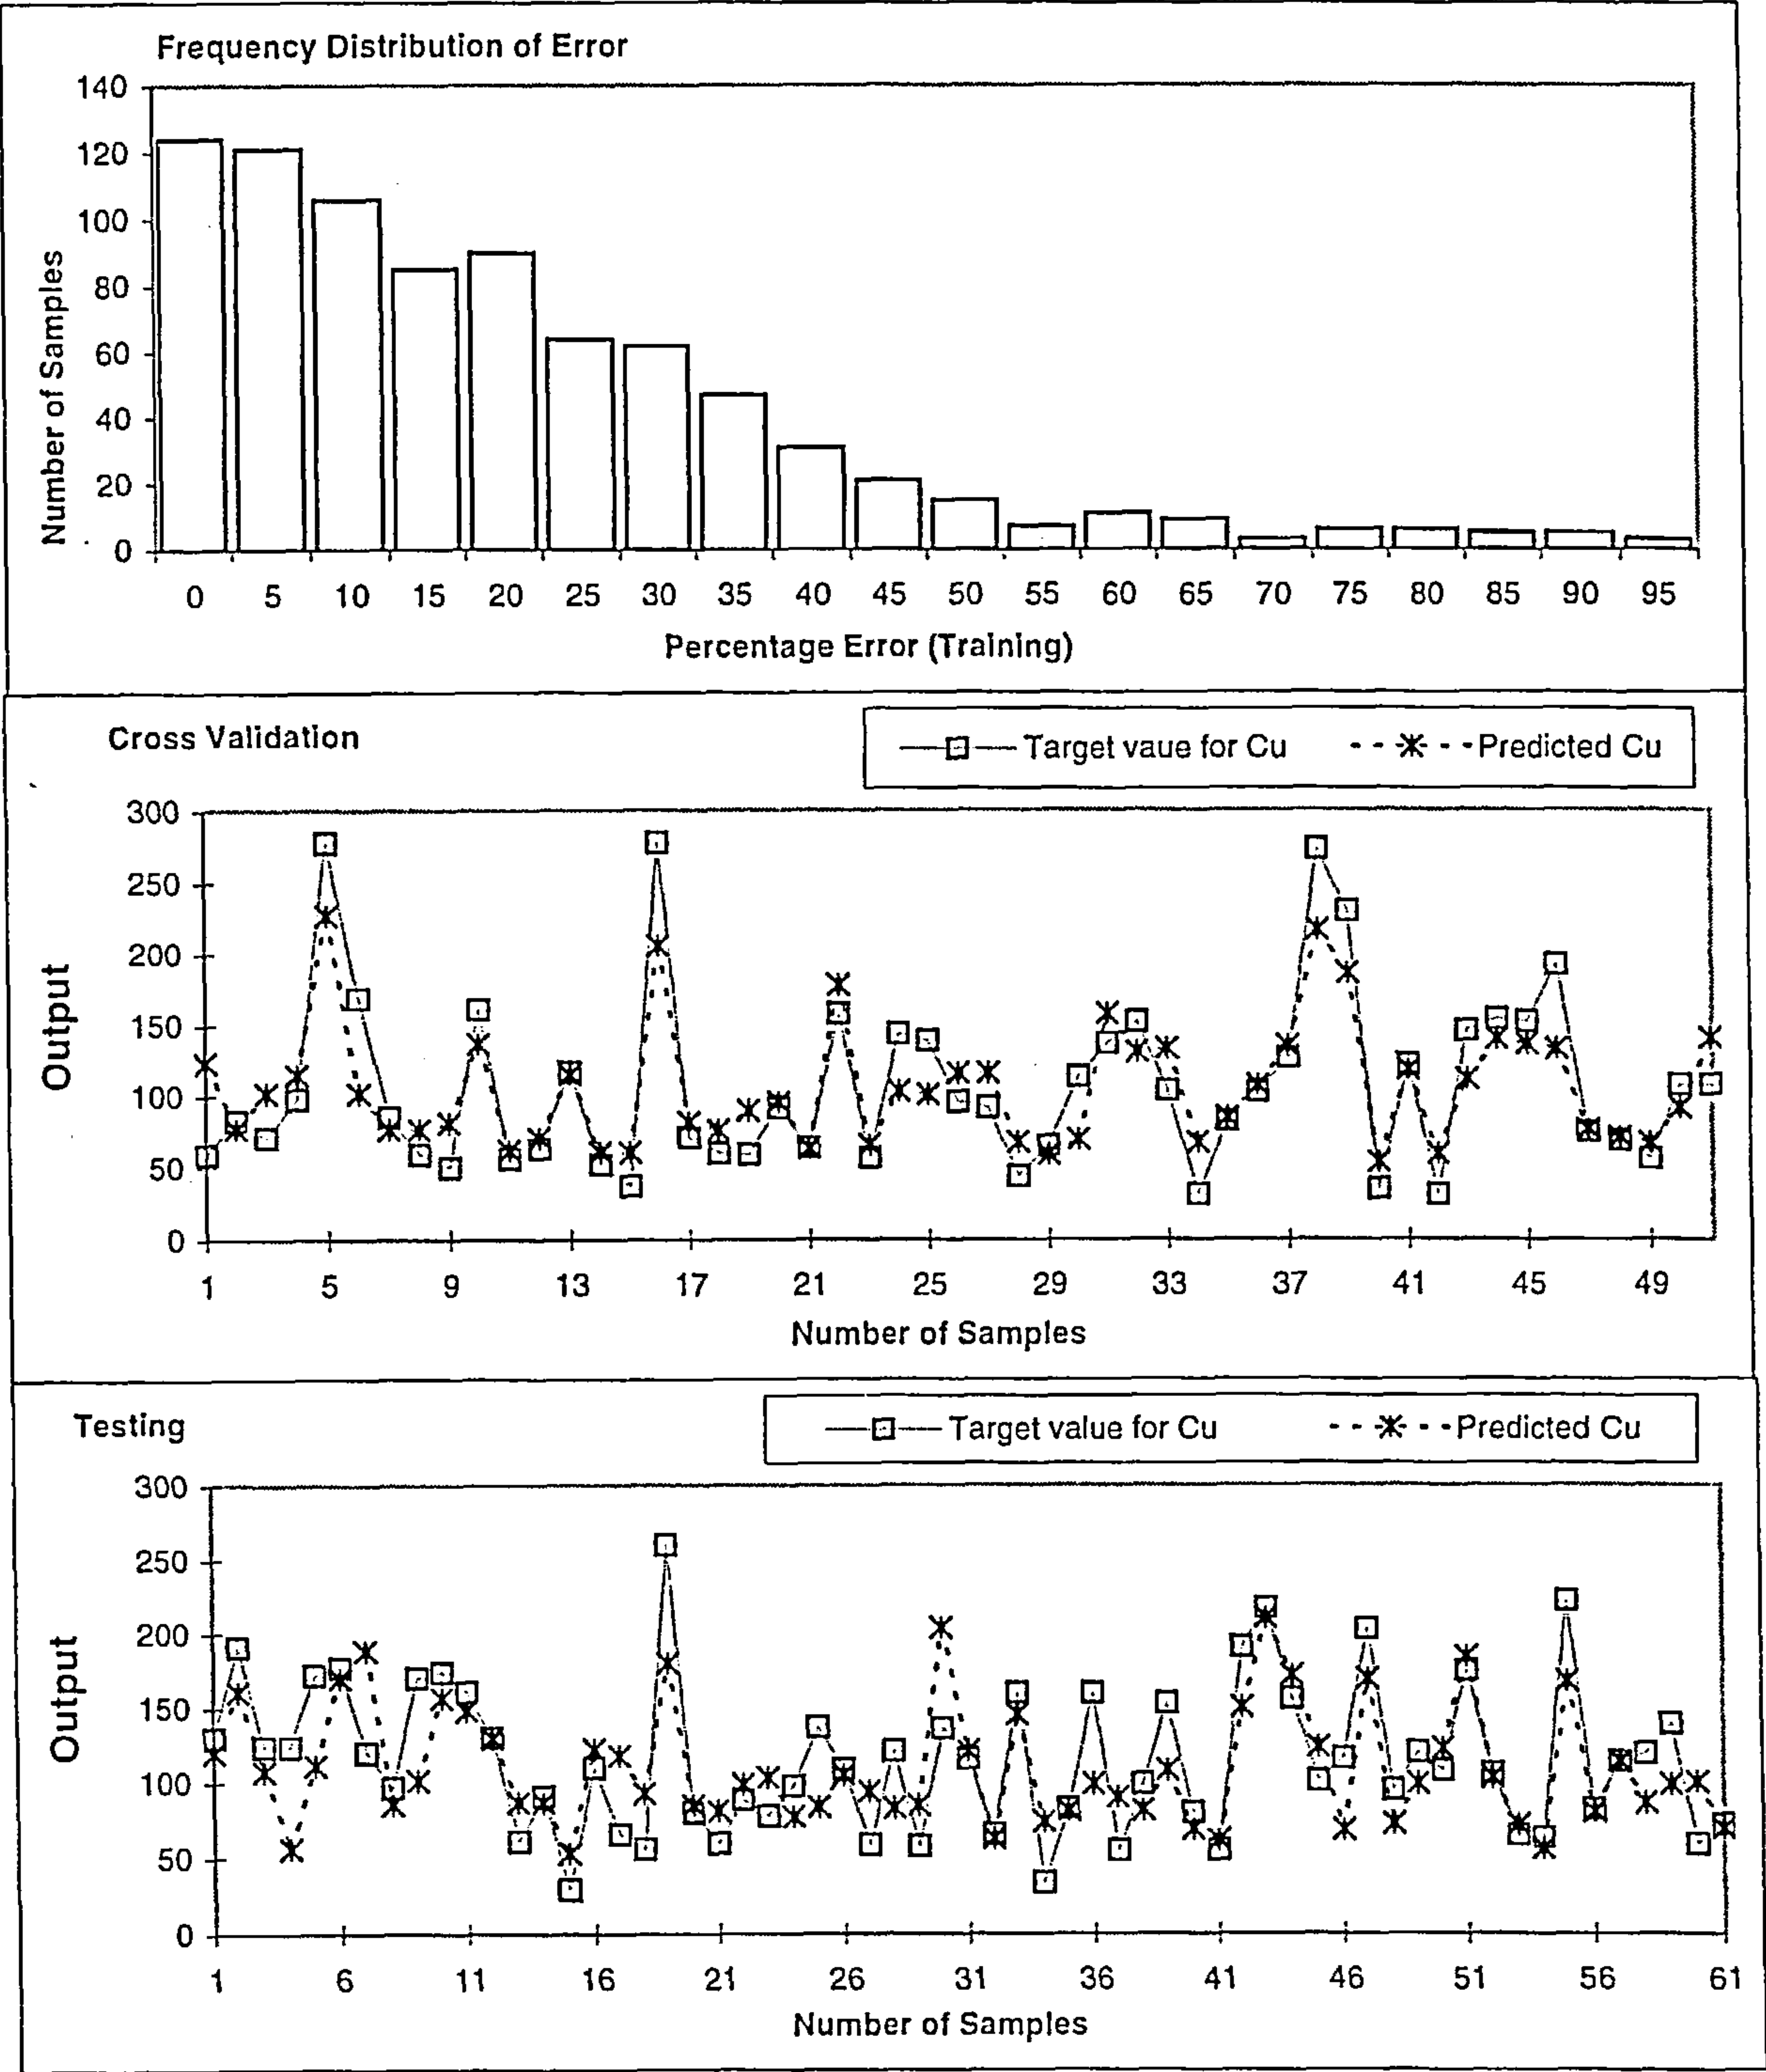 Frequency Distribution of Error
140
120
100
80
60
40
20
0
Number of Samples
0 5 10 15 20 25 30 35 40 45 50 55 60 65 70 75 80 85 90 95
Percentage Error (Training)
Cross Validation
Target vaue for Cu
Predicted Cu
300
250
200
150
100
50
0
Output
1 5 9 13 17 21 25 29 33 37 41 45 49
Number of Samples
Testing
Target value for Cu
Predicted Cu
300
250
200
150
100
50
0
Output
1 6 11 16 21 26 31 36 41 46 51 56 61
Number of Samples